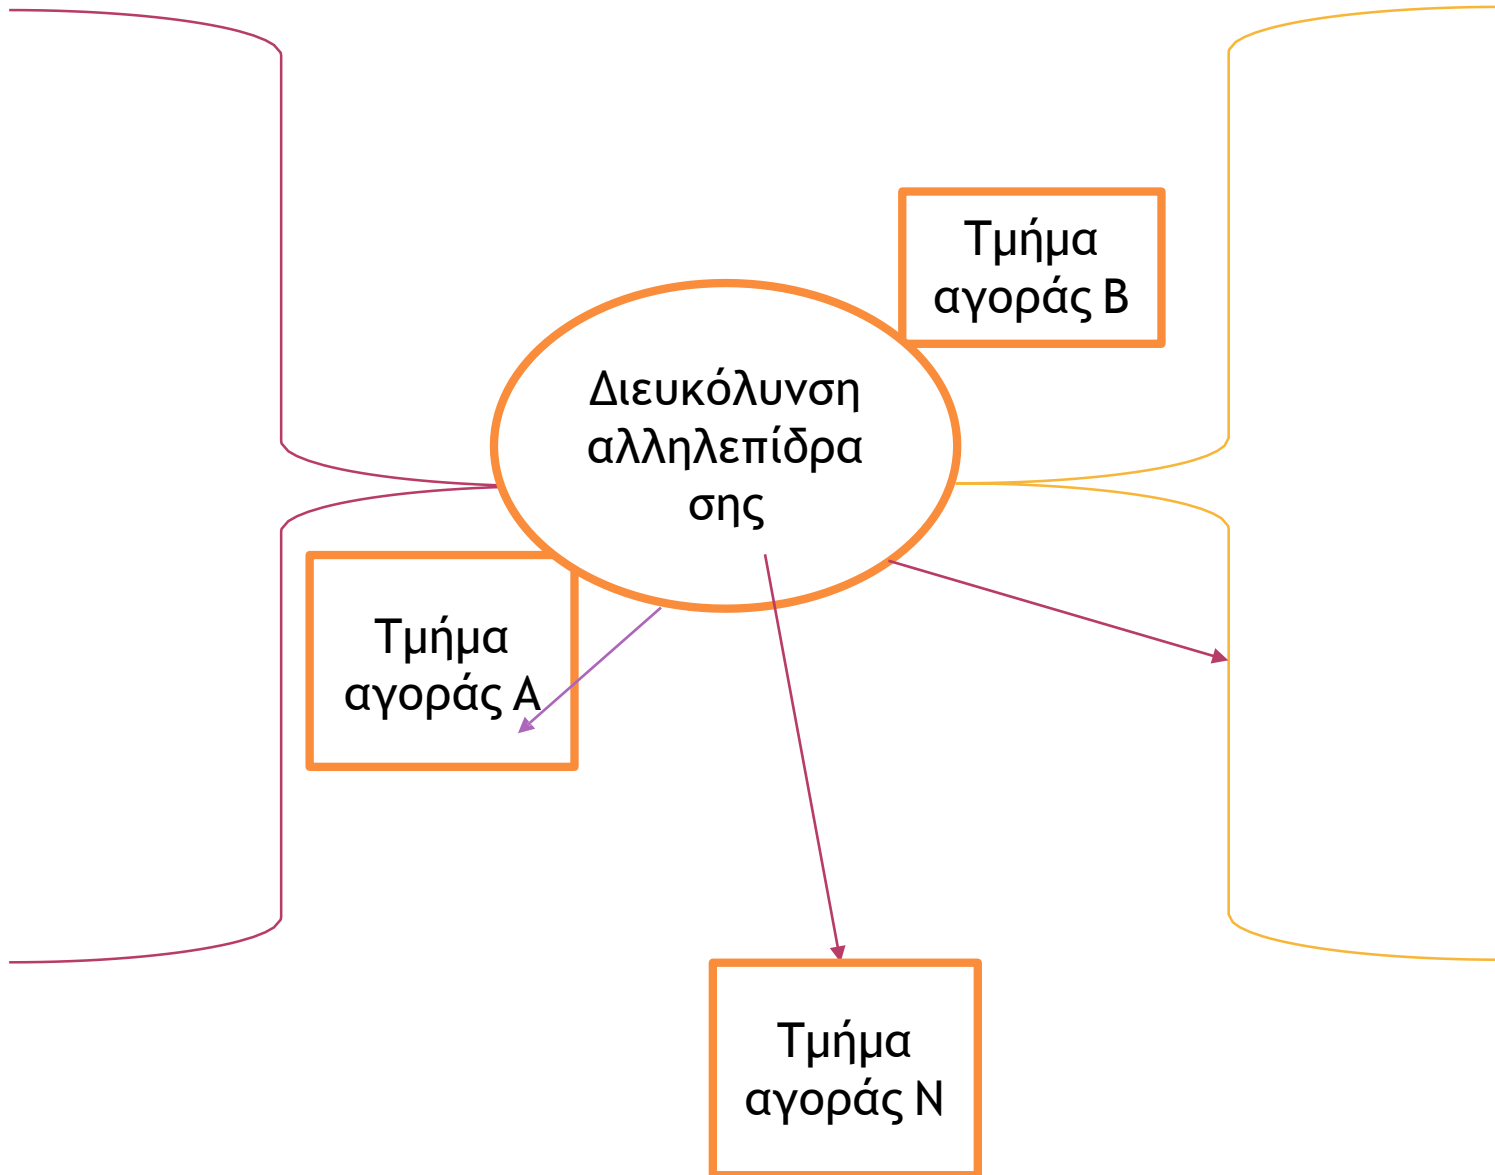 Τμήμα
αγοράς Β
Διευκόλυνση
αλληλεπίδρα
σης
Τμήμα
αγοράς Α
Τμήμα
αγοράς Ν